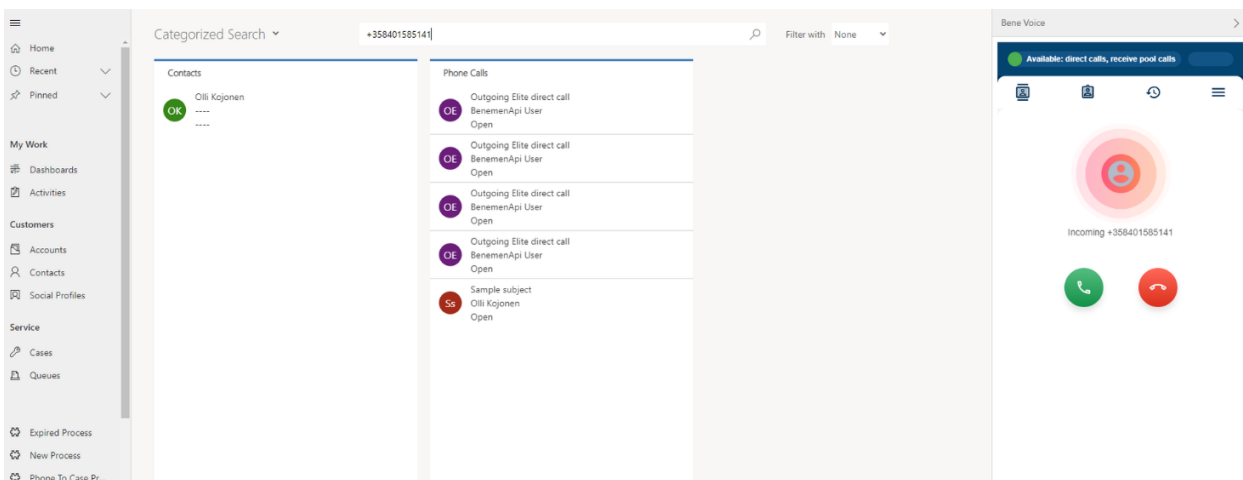 Home
Recent
Pinned
My Work
Dashboards
Activities
Customers
Accounts
Contacts
Social Profiles
Service
Cases
Queues
Expired Process
New Process
Phone To Case Pr...
Categorized Search
+358401585141
Filter with None
Contacts
OK
Olli Kojonen
----
----
Phone Calls
OE
Outgoing Elite direct call
BenemenApi User
Open
OE
Outgoing Elite direct call
BenemenApi User
Open
OE
Outgoing Elite direct call
BenemenApi User
Open
OE
Outgoing Elite direct call
BenemenApi User
Open
Ss
Sample subject
Olli Kojonen
Open
Bene Voice
Available: direct calls, receive pool calls
Incoming +358401585141